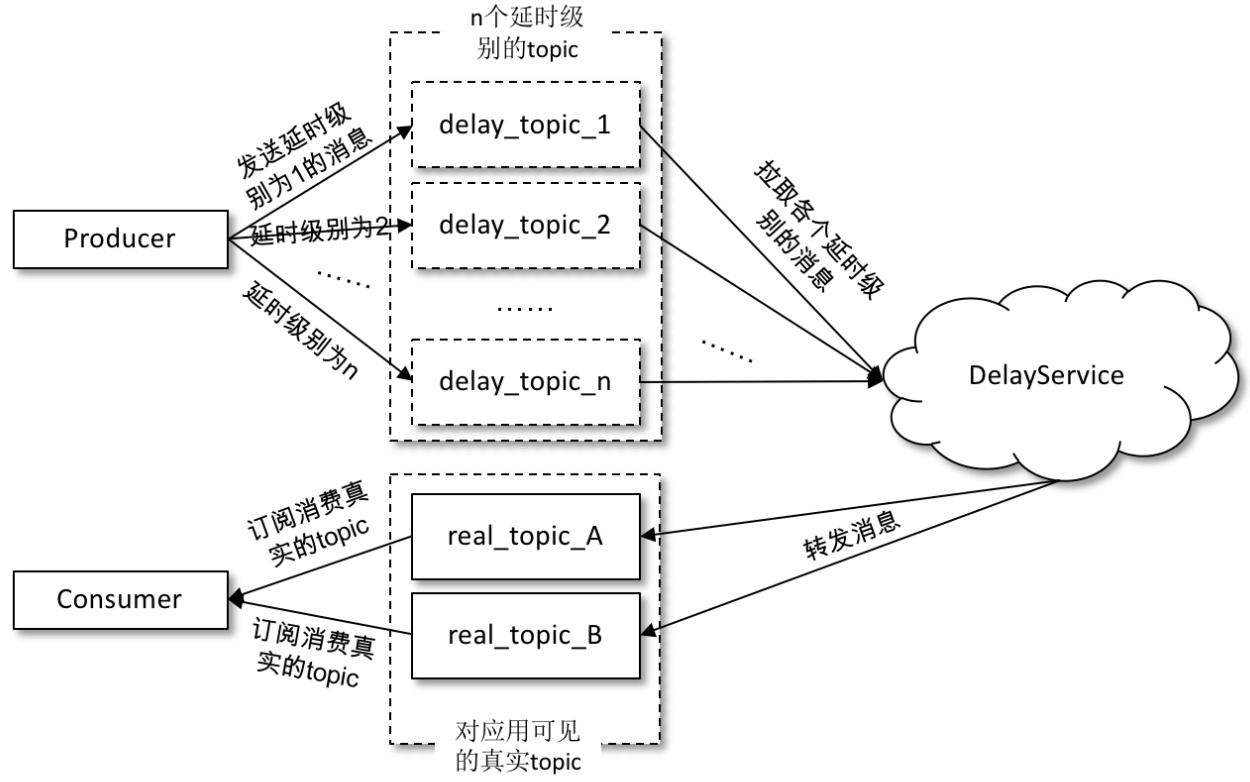 n个延时级
别的topic
发送延时级
别为1的消息
delay_topic_1
拉取各个延时级
别的消息
Producer
延时级别为2
delay_topic_2
......
......
延时级别为n
......
delay_topic_n
DelayService
订阅消费真
实的topic
real_topic_A
转发消息
Consumer
订阅消费真
实的topic
real_topic_B
对应用可见
的真实topic